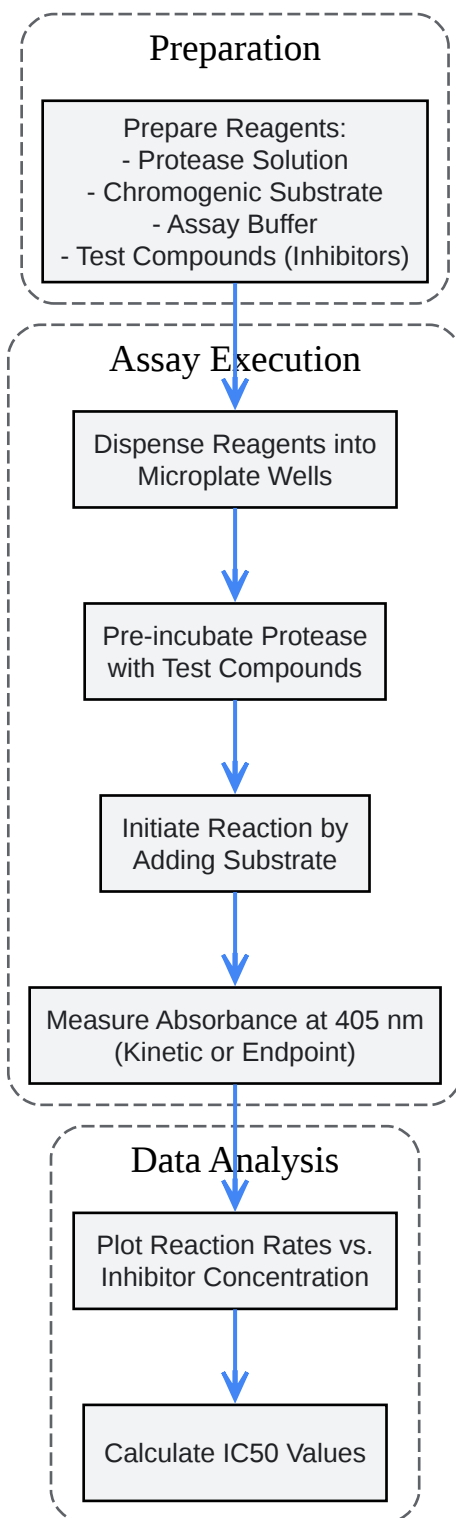 Preparation
Prepare Reagents:
- Protease Solution
- Chromogenic Substrate
- Assay Buffer
- Test Compounds (Inhibitors)
Assay Execution
Dispense Reagents into
Microplate Wells
Pre-incubate Protease
with Test Compounds
Initiate Reaction by
Adding Substrate
Measure Absorbance at 405 nm
(Kinetic or Endpoint)
Data Analysis
Plot Reaction Rates vs.
Inhibitor Concentration
Calculate IC50 Values